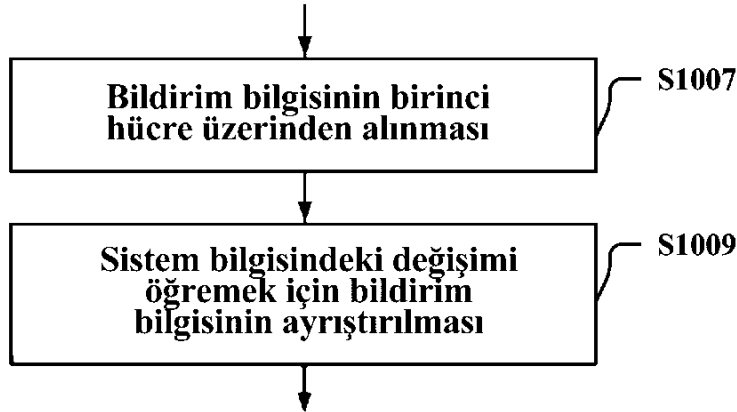 Bildirim bilgisinin birinci
hücre üzerinden alınması
S1007
Sistem bilgisindeki değişimi
öğremek için bildirim
bilgisinin ayrıştırılması
S1009